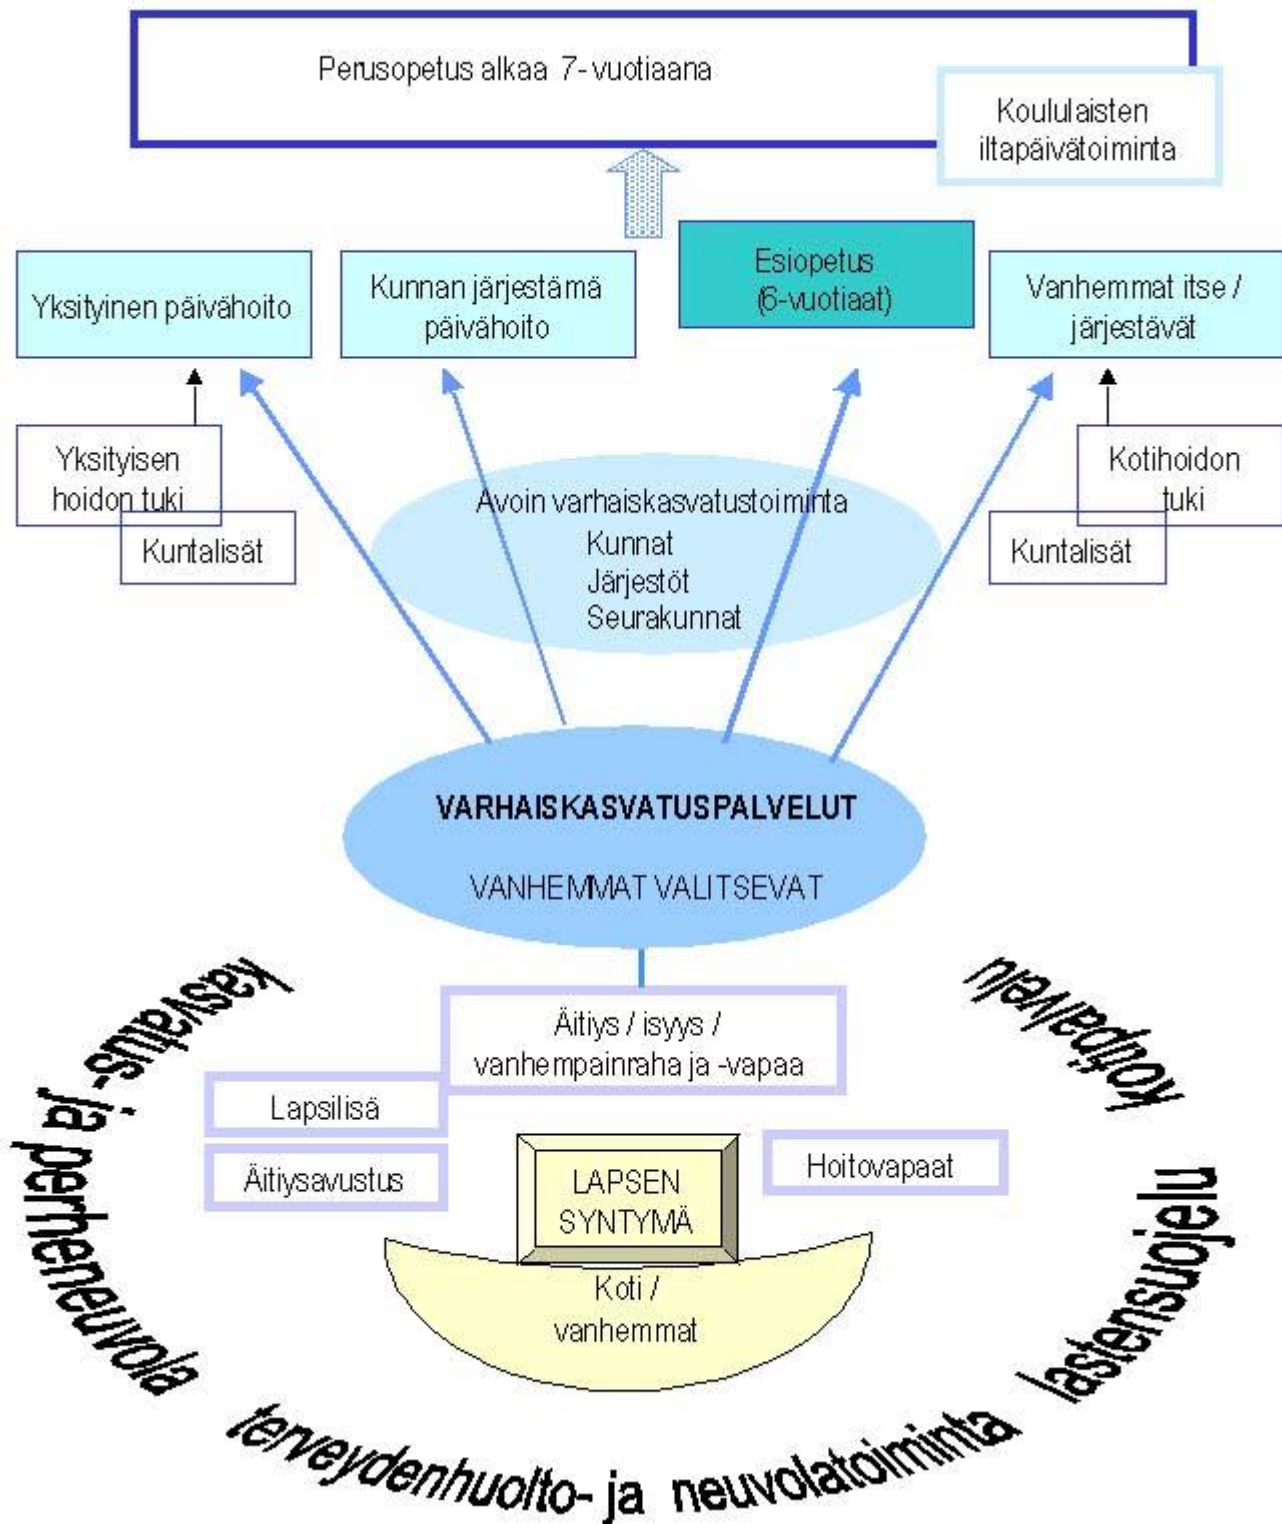 Perusopetus alkaa 7- vuotiaana
Koululaisten
iltapäivätoiminta
Yksityinen päivähoito
Kunnan järjestämä
päivähoito
Esiopetus
(6-vuotiaat)
Vanhemmat itse /
järjestävät
Yksityisen
hoidon tuki
Kuntalisät
Avoin varhaiskasvatustoiminta
Kunnat
Järjestöt
Seurakunnat
Kotihoidon
tuki
Kuntalisät
VARHAISKASVATUSPALVELUT
VANHEMMAT VALITSEVAT
Äitiys / isyys /
vanhempainraha ja -vapaa
Lapsilisä
Äitiysavustus
LAPSEN
SYNTYMÄ
Hoitovapaat
Koti /
vanhemmat
kasvatus- ja perheneuvola
terveydenhuolto- ja neuvolatoiminta
lastensuojelu
kotipalvelu